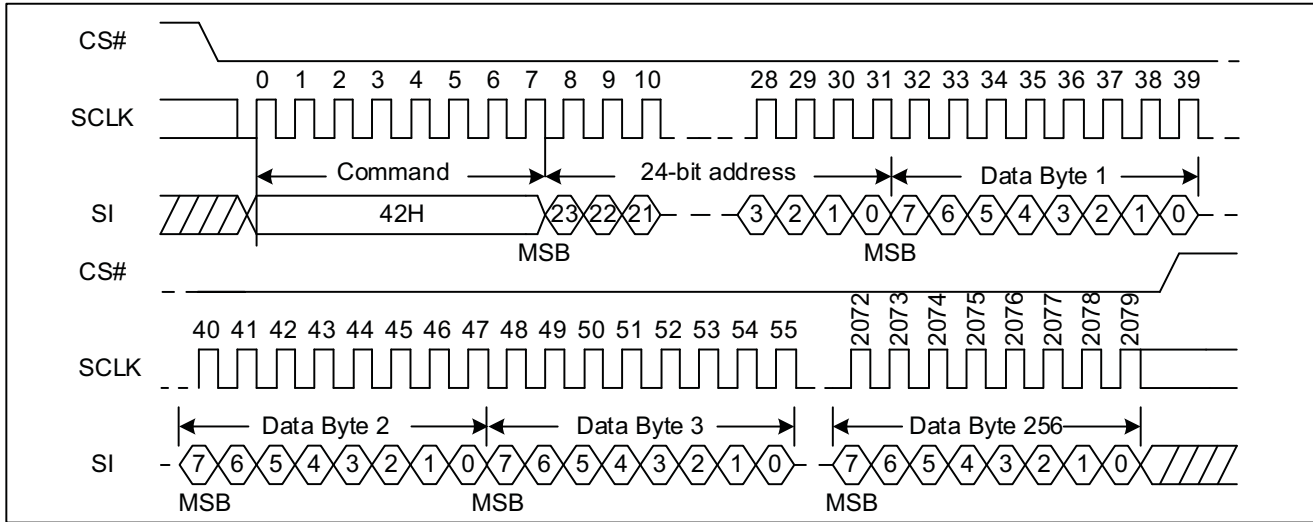 CS#
0 1 2 3 4 5 6 7 8 9 10 28 29 30 31 32 33 34 35 36 37 38 39
SCLK
Command 24-bit address Data Byte 1
SI 42H 23 22 21 3 2 1 0 7 6 5 4 3 2 1 0
MSB MSB
CS#
40 41 42 43 44 45 46 47 48 49 50 51 52 53 54 55 2072 2073 2074 2075 2076 2077 2078 2079
SCLK
Data Byte 2 Data Byte 3 Data Byte 256
SI 7 6 5 4 3 2 1 0 7 6 5 4 3 2 1 0 7 6 5 4 3 2 1 0
MSB MSB MSB